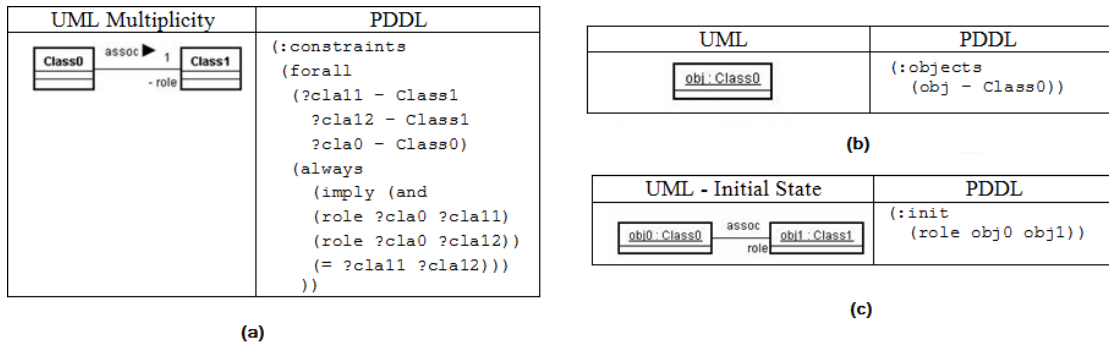 UML Multiplicity PDDL
Class0 assoc ▶ 1 Class1
- role
(:constraints
(forall
(?cla11 – Class1
?cla12 – Class1
?cla0 – Class0)
(always
(imply (and
(role ?cla0 ?cla11)
(role ?cla0 ?cla12))
(= ?cla11 ?cla12)))
))
(a)
UML PDDL
obj : Class0
(:objects
(obj – Class0))
(b)
UML - Initial State PDDL
obj0 : Class0 assoc obj1 : Class1
role
(:init
(role obj0 obj1))
(c)